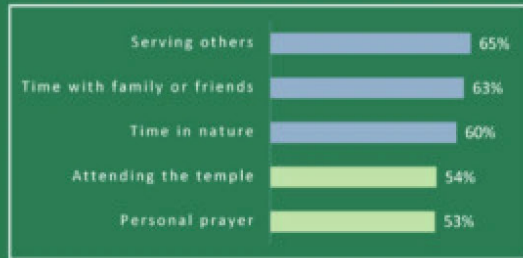 Serving others 65%
Time with family or friends 63%
Time in nature 60%
Attending the temple 54%
Personal prayer 53%